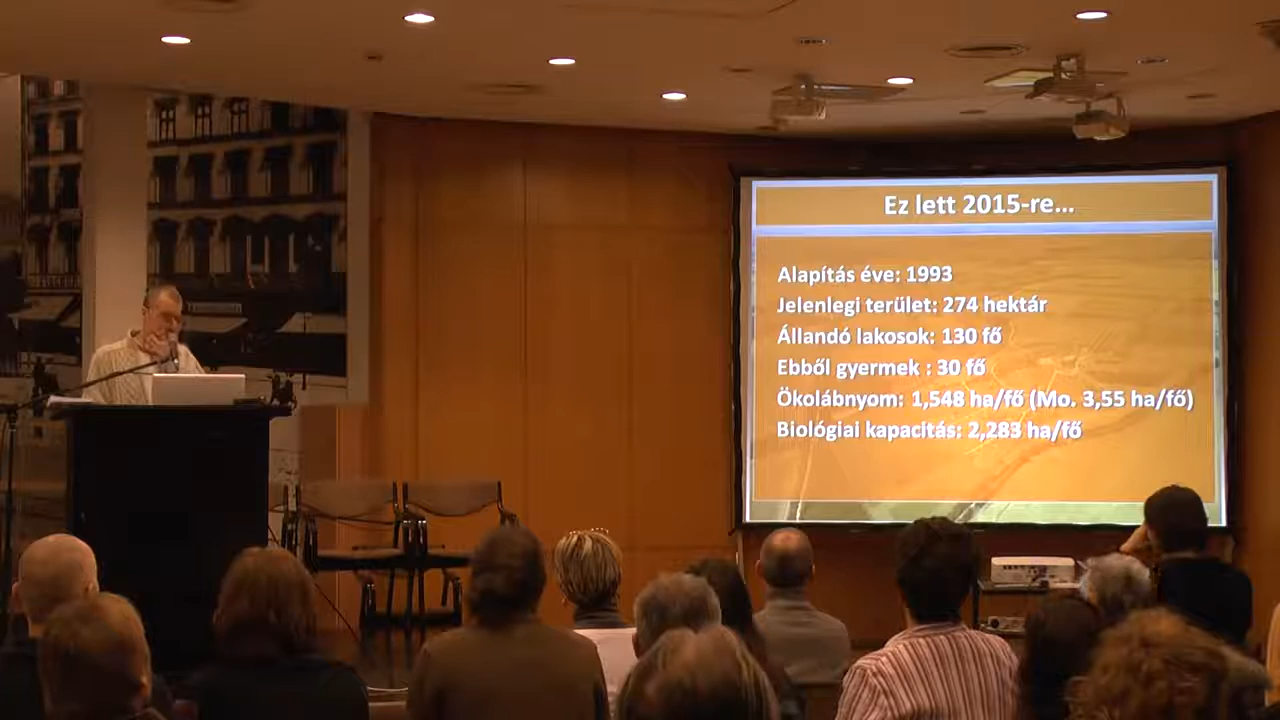 Ez lett 2015-re...
Alapítás éve: 1993
Jelenlegi terület: 274 hektár
Állandó lakosok: 130 fő
Ebből gyermek : 30 fő
Ökolábnyom: 1,548 ha/fő (Mo. 3,55 ha/fő)
Biológiai kapacitás: 2,283 ha/fő